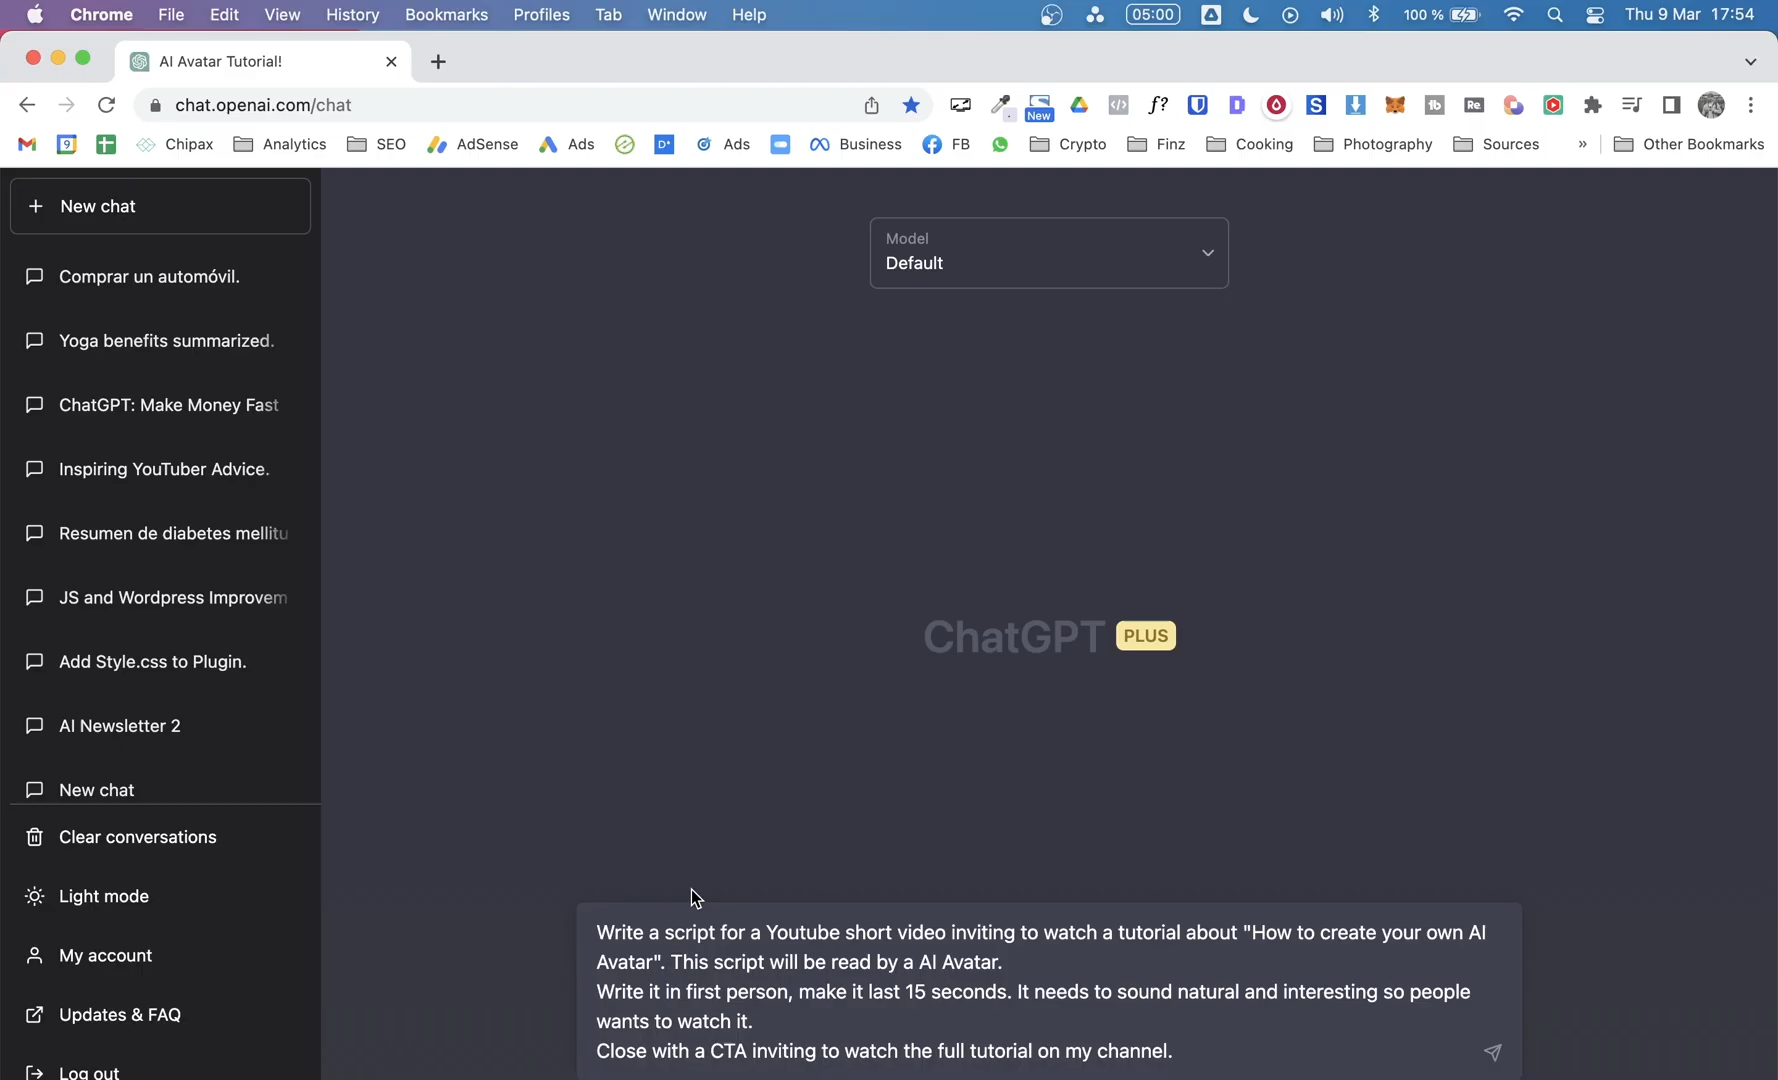 Chrome File Edit View History Bookmarks Profiles Tab Window Help 05:00 100 % Thu 9 Mar 17:54
AI Avatar Tutorial!
chat.openai.com/chat
New
9 Chipax Analytics SEO AdSense Ads Ads Business FB Crypto Finz Cooking Photography Sources » Other Bookmarks
+ New chat
Model
Default
Comprar un automóvil.
Yoga benefits summarized.
ChatGPT: Make Money Fast
Inspiring YouTuber Advice.
Resumen de diabetes mellitu
JS and Wordpress Improvem
ChatGPT PLUS
Add Style.css to Plugin.
AI Newsletter 2
New chat
Clear conversations
Light mode
My account
Updates & FAQ
Log out
Write a script for a Youtube short video inviting to watch a tutorial about "How to create your own AI
Avatar". This script will be read by a AI Avatar.
Write it in first person, make it last 15 seconds. It needs to sound natural and interesting so people
wants to watch it.
Close with a CTA inviting to watch the full tutorial on my channel.